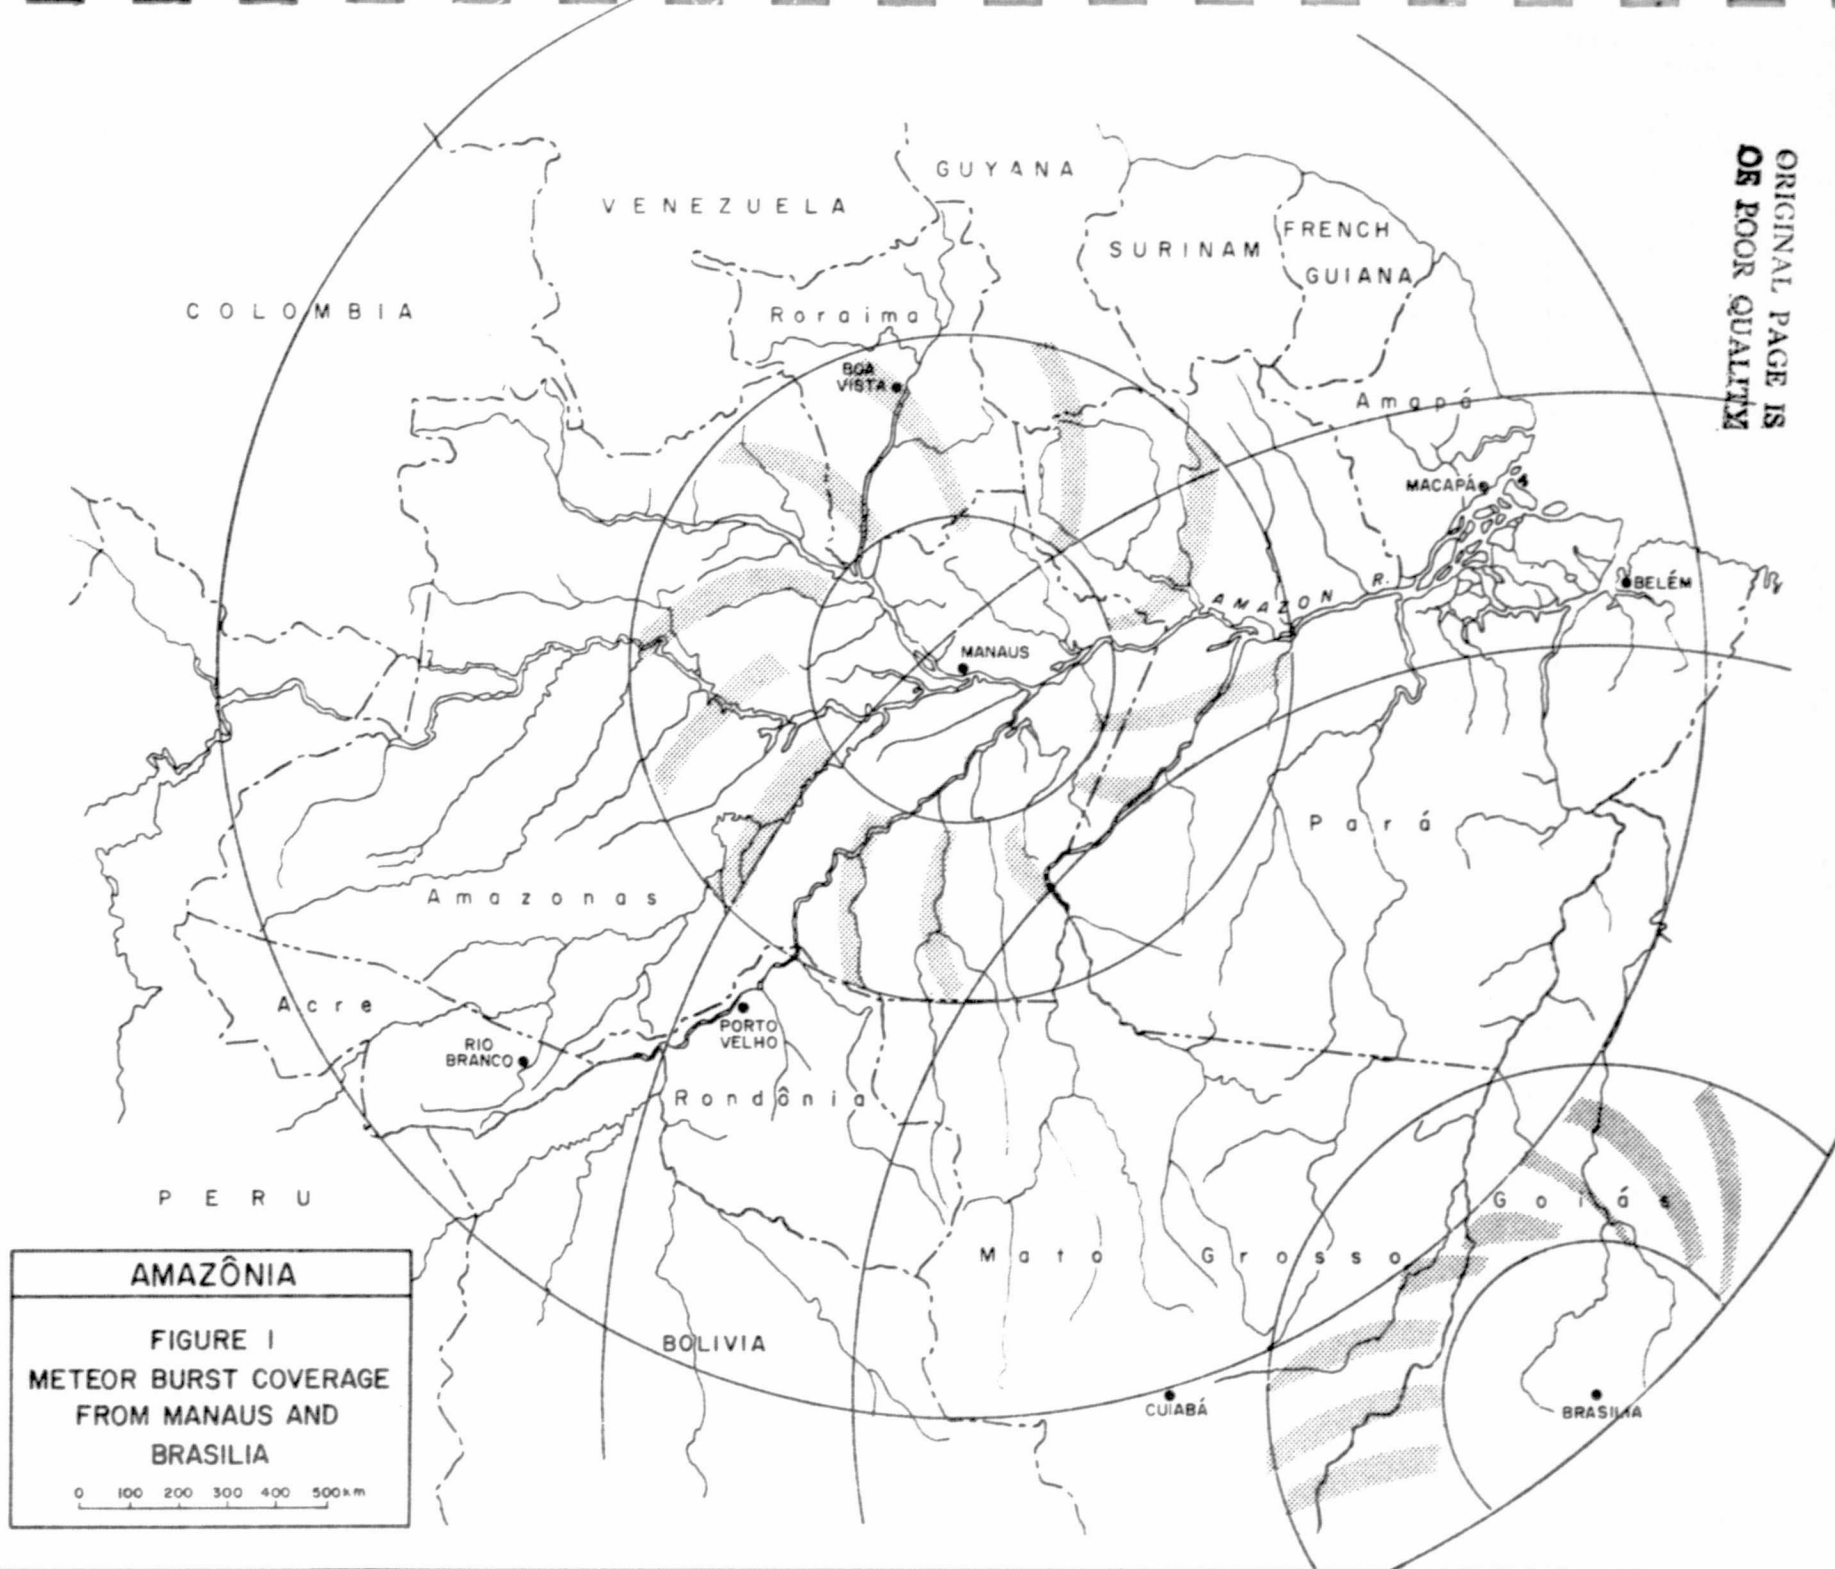 ORIGINAL PAGE IS
OF POOR QUALITY
GUYANA
VENEZUELA
SURINAM
FRENCH
GUIANA
COLOMBIA
Roraima
BOA
VISTA
Amapá
MACAPÁ
BELÉM
AMAZON R.
MANAUS
Pará
Amazonas
Acre
PORTO
VELHO
RIO
BRANCO
Rondônia
PERU
Goiás
Mato Grosso
BOLIVIA
CUIABÁ
BRASILIA
AMAZÔNIA
FIGURE 1
METEOR BURST COVERAGE
FROM MANAUS AND
BRASILIA
0 100 200 300 400 500km